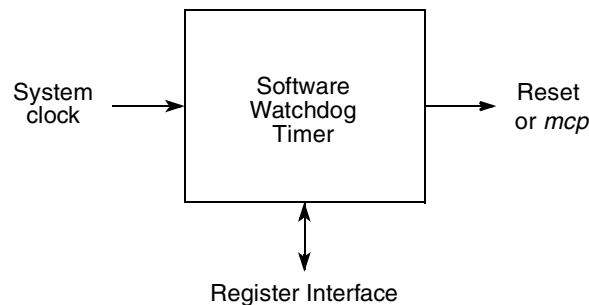 System
clock
Software
Watchdog
Timer
Reset
or mcp
Register Interface